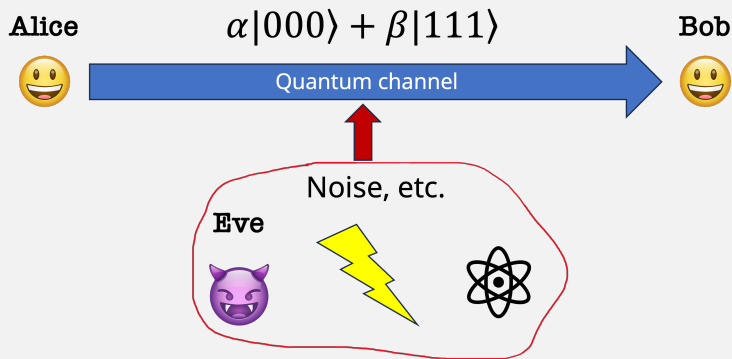 Alice
α|000⟩ + β|111⟩
Bob
Quantum channel
Noise, etc.
Eve